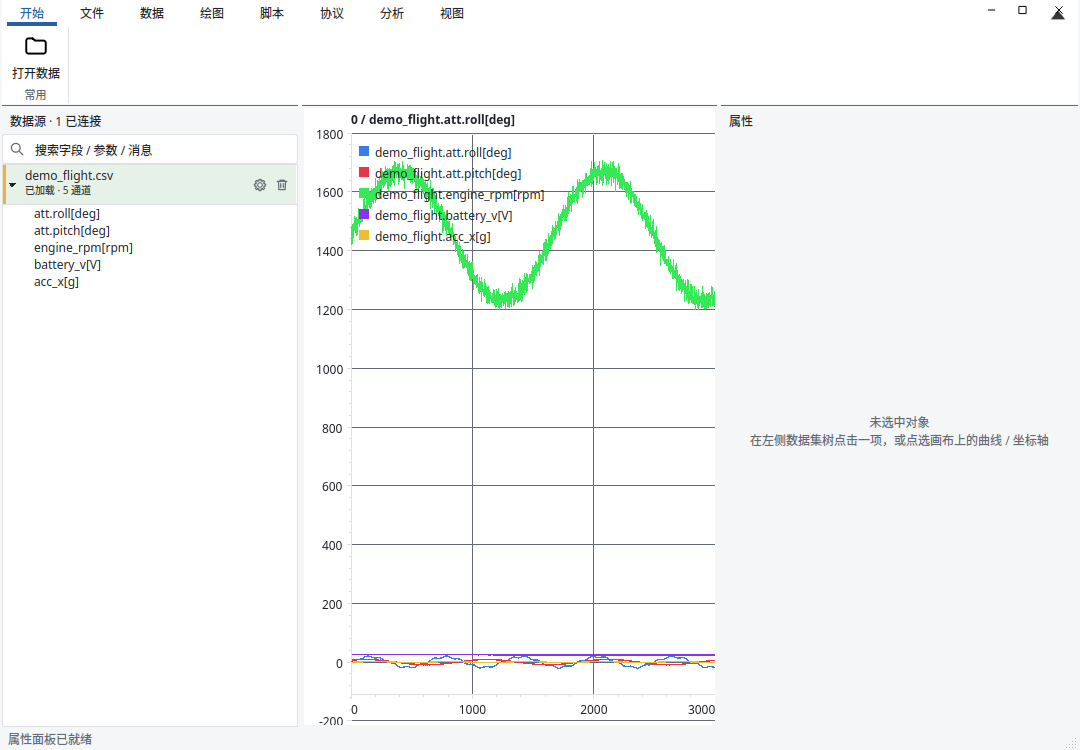 开始 文件 数据 绘图 脚本 协议 分析 视图
打开数据
常用
数据源 · 1 已连接
搜索字段 / 参数 / 消息
demo_flight.csv
已加载 · 5 通道
att.roll[deg]
att.pitch[deg]
engine_rpm[rpm]
battery_v[V]
acc_x[g]
0 / demo_flight.att.roll[deg]
demo_flight.att.roll[deg]
demo_flight.att.pitch[deg]
demo_flight.engine_rpm[rpm]
demo_flight.battery_v[V]
demo_flight.acc_x[g]
1800
1600
1400
1200
1000
800
600
400
200
0
-200
0 1000 2000 3000
属性
未选中对象
在左侧数据集树点击一项，或点选画布上的曲线 / 坐标轴
属性面板已就绪